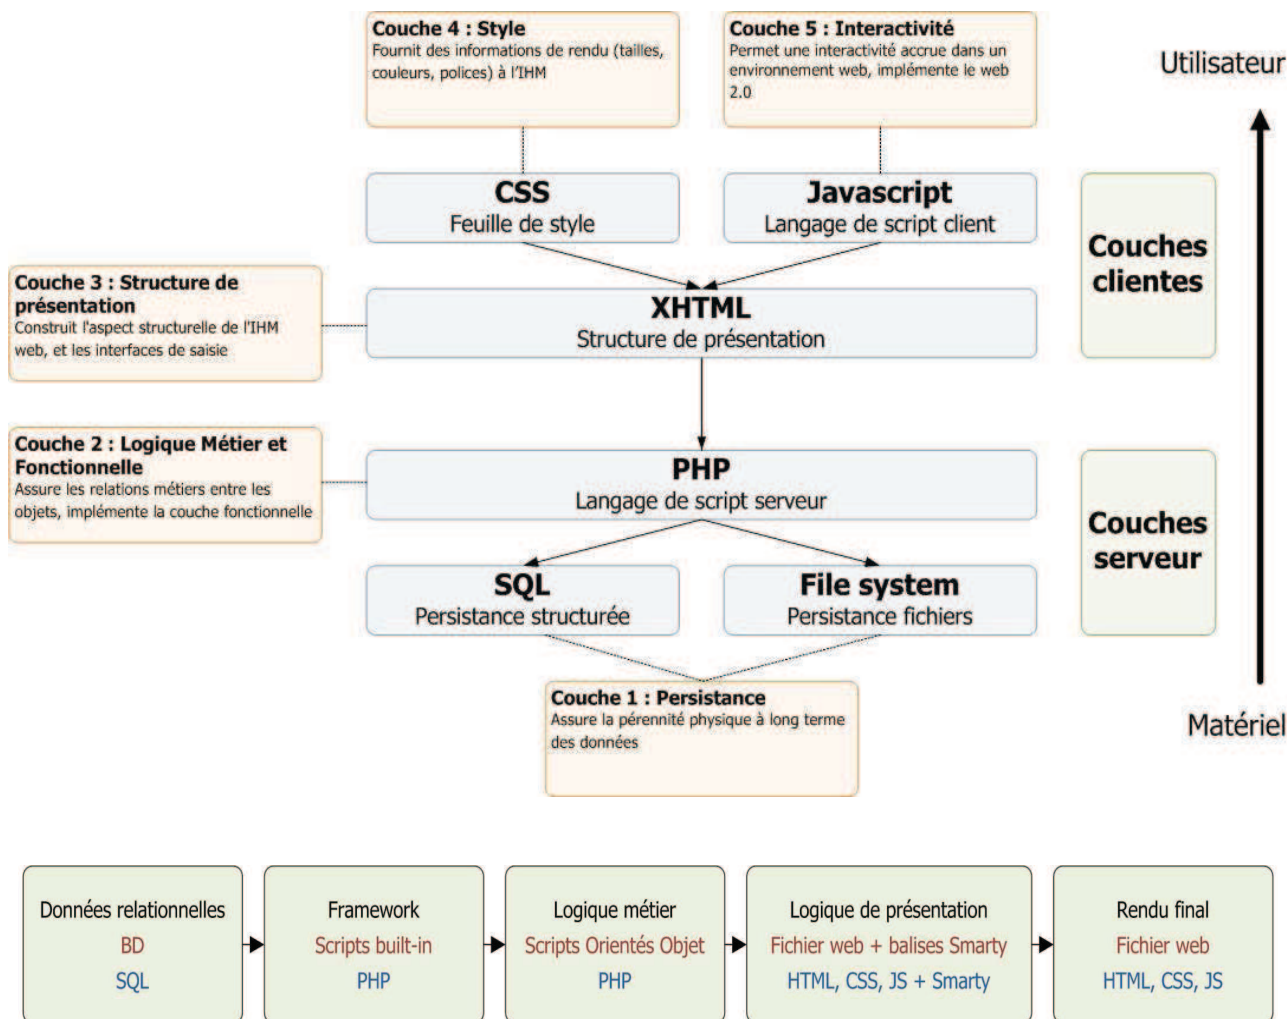 Couche 4 : Style
Fournit des informations de rendu (tailles,
couleurs, polices) à l'IHM
Couche 5 : Interactivité
Permet une interactivité accrue dans un
environnement web, implémente le web
2.0
Utilisateur
CSS
Feuille de style
Javascript
Langage de script client
Couches
clientes
Couche 3 : Structure de
présentation
Construit l'aspect structurelle de l'IHM
web, et les interfaces de saisie
XHTML
Structure de présentation
Couche 2 : Logique Métier et
Fonctionnelle
Assure les relations métiers entre les
objets, implémente la couche fonctionnelle
PHP
Langage de script serveur
Couches
serveur
SQL
Persistance structurée
File system
Persistance fichiers
Couche 1 : Persistance
Assure la pérennité physique à long terme
des données
Matériel
Données relationnelles
BD
SQL
Framework
Scripts built-in
PHP
Logique métier
Scripts Orientés Objet
PHP
Logique de présentation
Fichier web + balises Smarty
HTML, CSS, JS + Smarty
Rendu final
Fichier web
HTML, CSS, JS